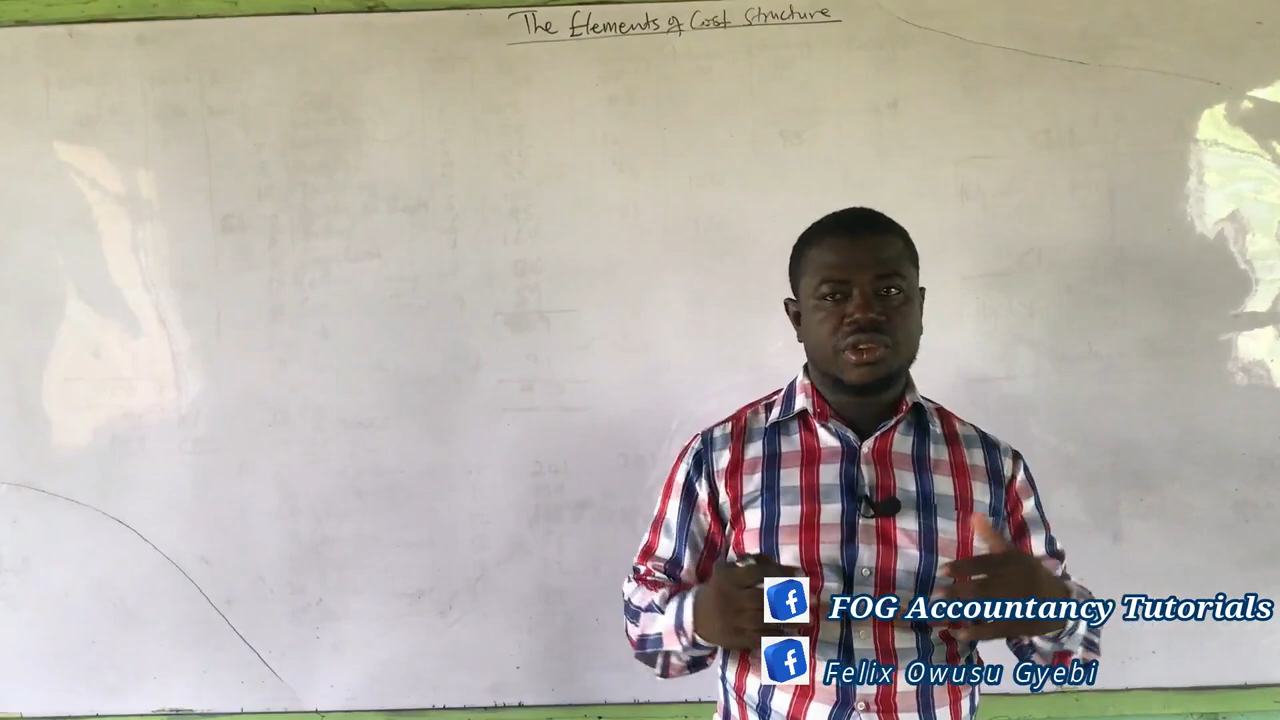 The Elements of Cost Structure
FOG Accountancy Tutorials
Felix Owusu Gyebi